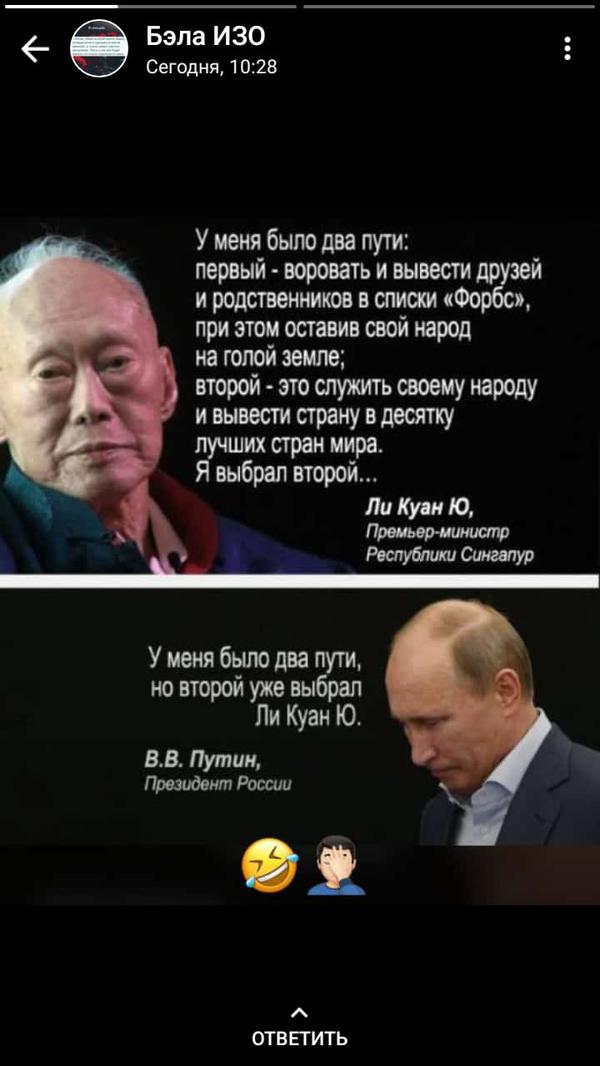 Бэла ИЗО
Сегодня, 10:28
У меня было два пути:
первый - воровать и вывести друзей
и родственников в списки «Форбс»,
при этом оставив свой народ
на голой земле;
второй - это служить своему народу
и вывести страну в десятку
лучших стран мира.
Я выбрал второй...
Ли Куан Ю,
Премьер-министр
Республики Сингапур
У меня было два пути,
но второй уже выбрал
Ли Куан Ю.
В.В. Путин,
Президент России
ОТВЕТИТЬ